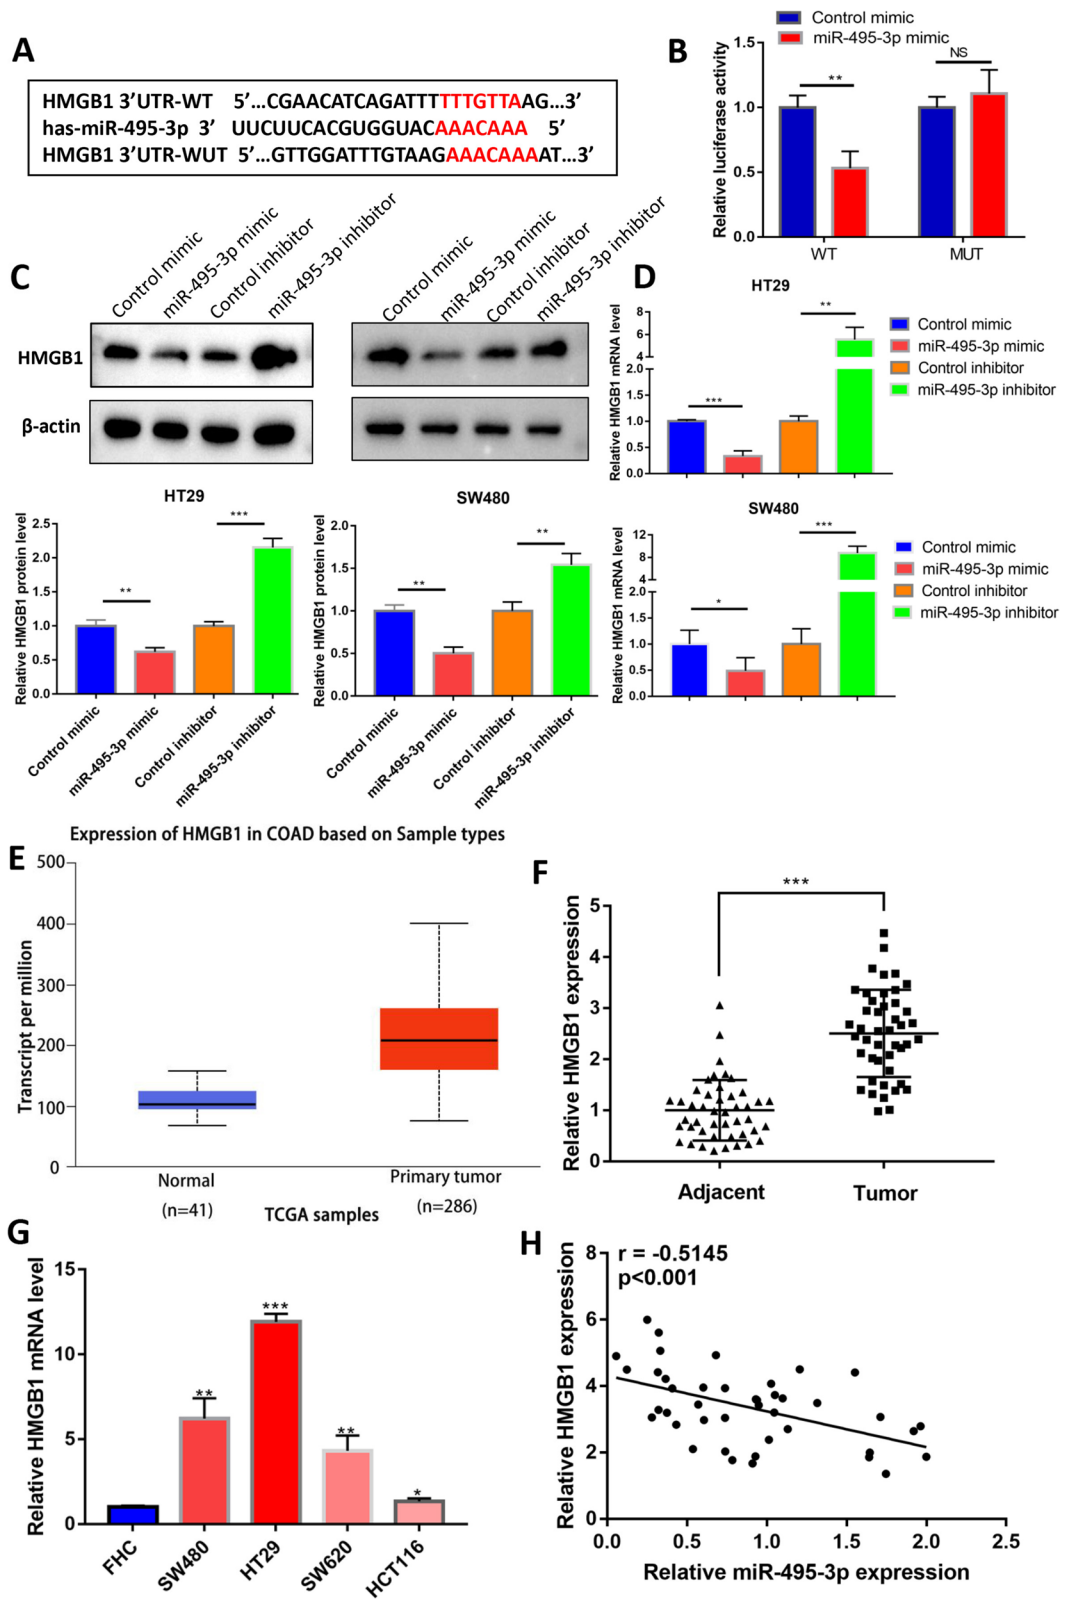 A
HMGB1 3’UTR-WT 5’...CGAACATCAGATTTTTTGTTAAG...3’
has-miR-495-3p 3’ UUCUUCACGUGGUACAAACAAA 5’
HMGB1 3’UTR-WUT 5’...GTTGGATTTGTAAGAAACAAAAT...3’
B
Control mimic
miR-495-3p mimic
Relative luciferase activity
1.5
1.0
0.5
0.0
**
NS
WT
MUT
C
Control mimic
miR-495-3p mimic
Control inhibitor
miR-495-3p inhibitor
Control mimic
miR-495-3p mimic
Control inhibitor
miR-495-3p inhibitor
HMGB1
β-actin
HT29
Relative HMGB1 protein level
2.5
2.0
1.5
1.0
0.5
0.0
**
***
Control mimic
miR-495-3p mimic
Control inhibitor
miR-495-3p inhibitor
SW480
Relative HMGB1 protein level
2.0
1.5
1.0
0.5
0.0
**
**
Control mimic
miR-495-3p mimic
Control inhibitor
miR-495-3p inhibitor
D
HT29
Relative HMGB1 mRNA level
8
6
4
2.0
1.5
1.0
0.5
0.0
***
**
Control mimic
miR-495-3p mimic
Control inhibitor
miR-495-3p inhibitor
SW480
Relative HMGB1 mRNA level
12
8
4
2.0
1.5
1.0
0.5
0.0
*
***
Control mimic
miR-495-3p mimic
Control inhibitor
miR-495-3p inhibitor
E
Expression of HMGB1 in COAD based on Sample types
Transcript per million
500
400
300
200
100
0
Normal
(n=41)
Primary tumor
(n=286)
TCGA samples
F
Relative HMGB1 expression
5
4
3
2
1
0
***
Adjacent
Tumor
G
Relative HMGB1 mRNA level
15
10
5
0
**
***
**
*
FHC
SW480
HT29
SW620
HCT116
H
r = -0.5145
p<0.001
Relative HMGB1 expression
8
6
4
2
0
0.0
0.5
1.0
1.5
2.0
2.5
Relative miR-495-3p expression